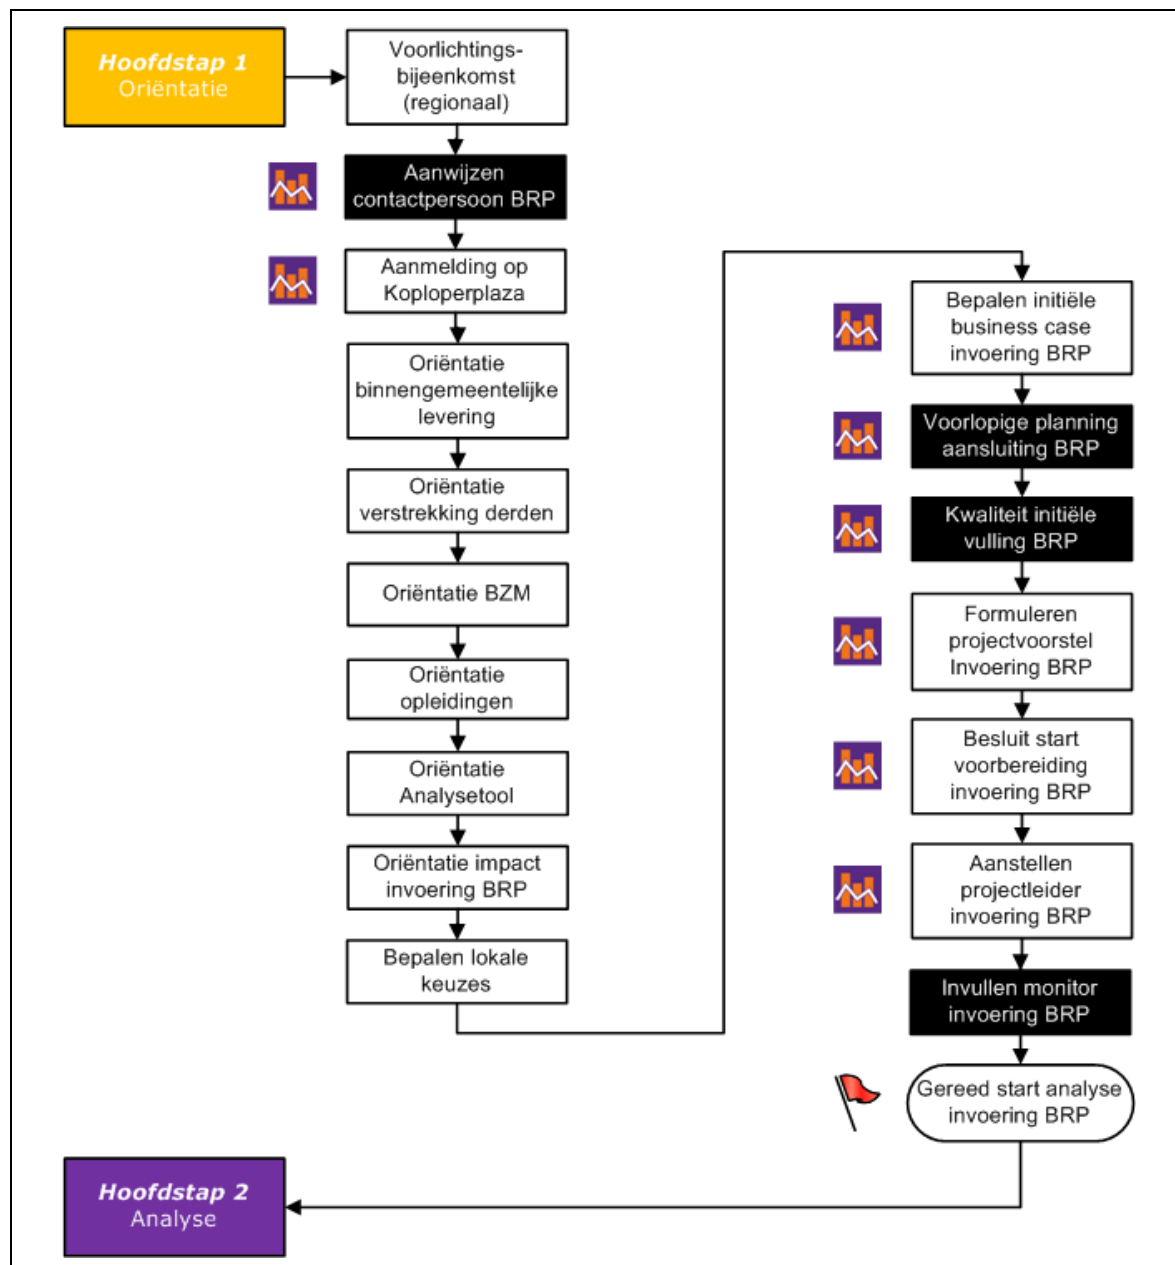 Hoofdstap 1
Oriëntatie
Voorlichtings-
bijeenkomst
(regionaal)
Aanwijzen
contactpersoon BRP
Aanmelding op
Koploperplaza
Oriëntatie
binnengemeentelijke
levering
Oriëntatie
verstrekking derden
Oriëntatie BZM
Oriëntatie
opleidingen
Oriëntatie
Analysetool
Oriëntatie impact
invoering BRP
Bepalen lokale
keuzes
Bepalen initiële
business case
invoering BRP
Voorlopige planning
aansluiting BRP
Kwaliteit initiële
vulling BRP
Formuleren
projectvoorstel
Invoering BRP
Besluit start
voorbereiding
invoering BRP
Aanstellen
projectleider
invoering BRP
Invullen monitor
invoering BRP
Gereed start analyse
invoering BRP
Hoofdstap 2
Analyse